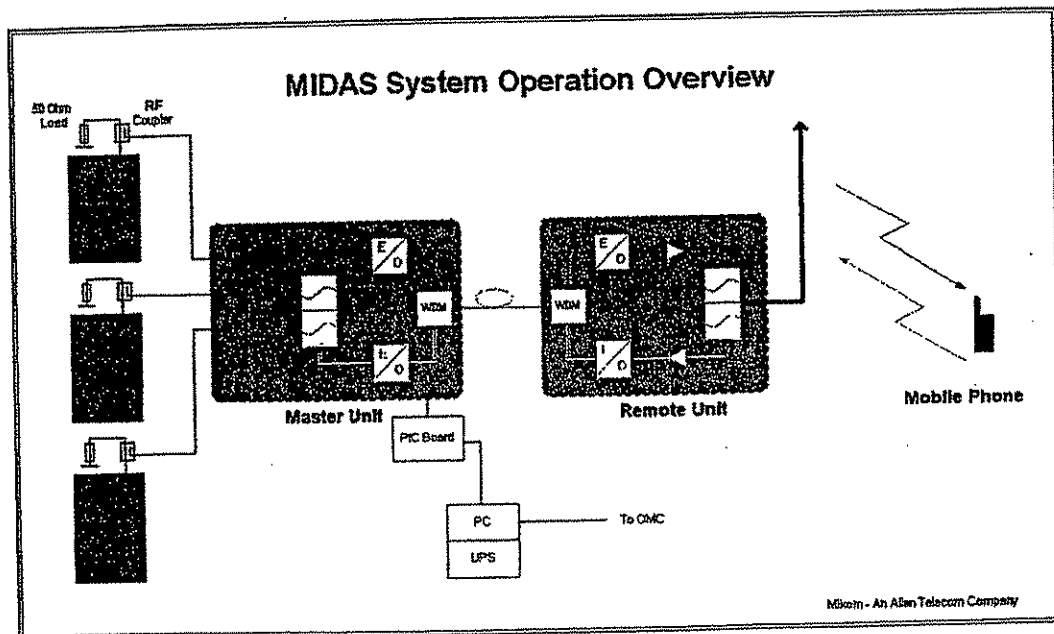 MIDAS System Operation Overview
50 Ohm
Load
RF
Coupler
E
O
WDM
O
Master Unit
E
O
WDM
O
Remote Unit
Mobile Phone
PIC Board
PC
UPS
To OMC
Mikom - An Allen Telecom Company